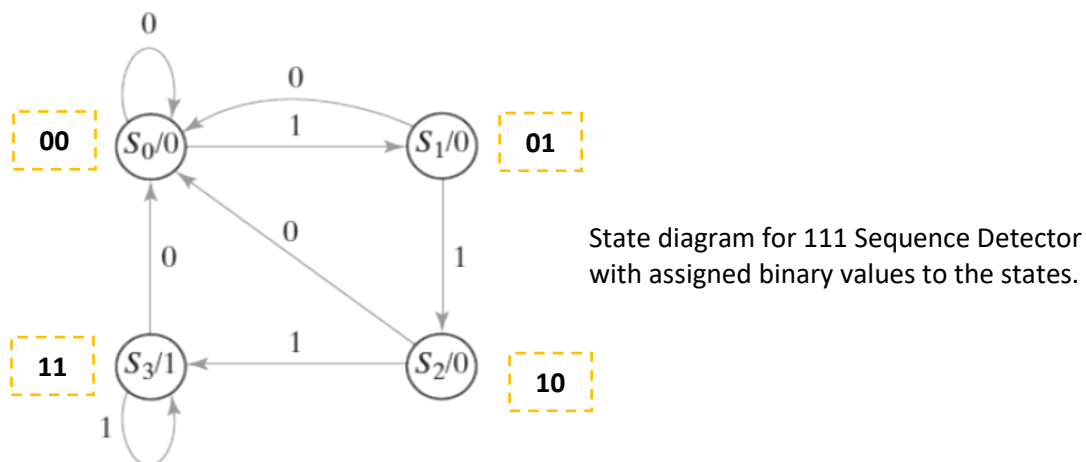 0
0
00
S0/0
1
S1/0
01
0
0
1
State diagram for 111 Sequence Detector
with assigned binary values to the states.
11
S3/1
1
S2/0
10
1